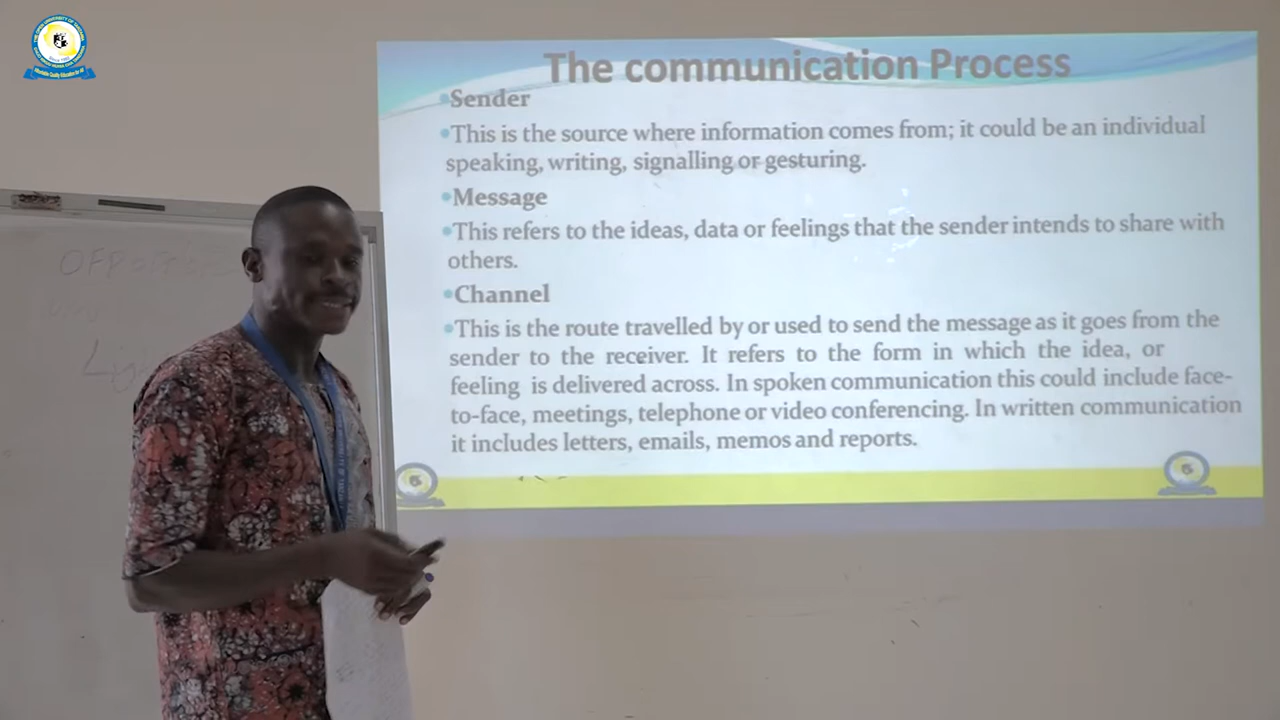 The communication Process
Sender
This is the source where information comes from; it could be an individual
speaking, writing, signalling or gesturing.
Message
This refers to the ideas, data or feelings that the sender intends to share with
others.
Channel
This is the route travelled by or used to send the message as it goes from the
sender to the receiver. It refers to the form in which the idea, or
feeling is delivered across. In spoken communication this could include face-
to-face, meetings, telephone or video conferencing. In written communication
it includes letters, emails, memos and reports.